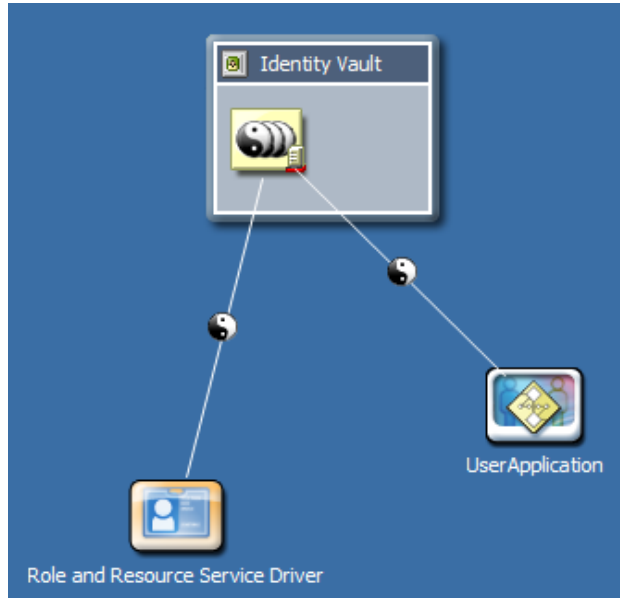 Identity Vault
UserApplication
Role and Resource Service Driver